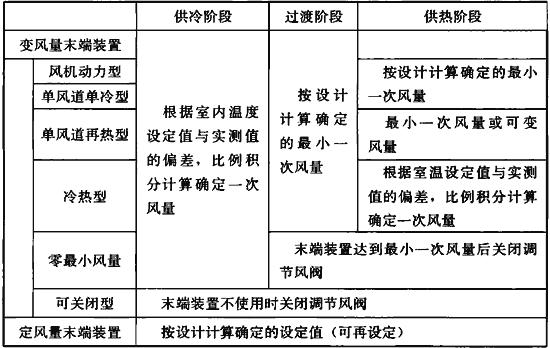 供冷阶段 过渡阶段 供热阶段
变风量末端装置
风机动力型
单风道单冷型
单风道再热型
冷热型
零最小风量
可关闭型
根据室内温度
设定值与实测值
的偏差，比例积
分计算确定一次
风量
按设计
计算确定
的最小一
次风量
按设计计算确定的最小
一次风量
最小一次风量或可变
风量
根据室温设定值与实测
值的偏差，比例积分计算
确定一次风量
末端装置达到最小一次风量后关闭调
节风阀
末端装置不使用时关闭调节风阀
定风量末端装置 按设计计算确定的设定值（可再设定）